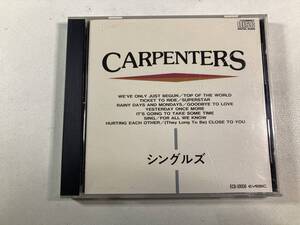 CARPENTERS
WE'VE ONLY JUST BEGUN/TOP OF THE WORLD
TICKET TO RIDE/SUPERSTAR
RAINY DAYS AND MONDAYS/GOODBYE TO LOVE
YESTERDAY ONCE MORE
IT'S GOING TO TAKE SOME TIME
SING/FOR ALL WE KNOW
HURTING EACH OTHER/(They Long To Be) CLOSE TO YOU
シングルズ